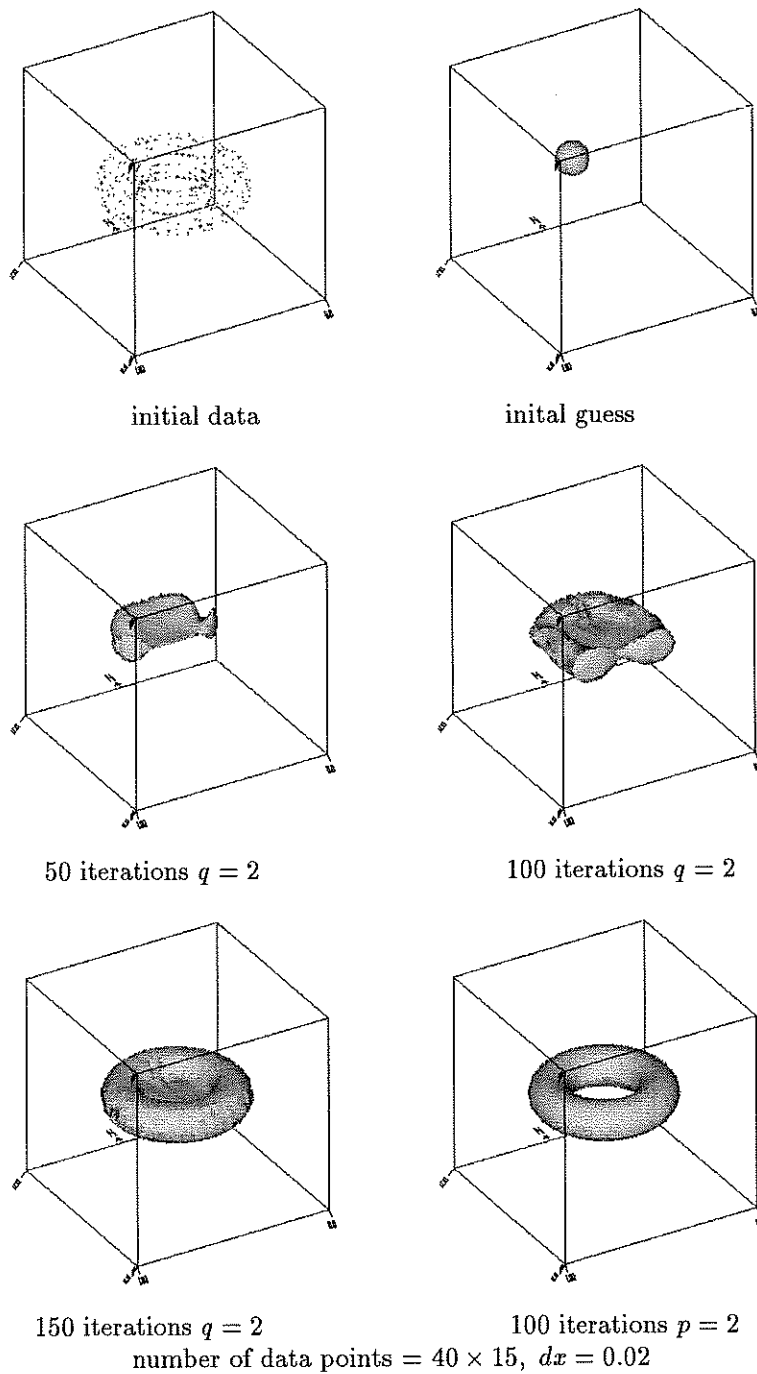 initial data
inital guess
50 iterations q = 2
100 iterations q = 2
150 iterations q = 2
100 iterations p = 2
number of data points = 40 × 15, dx = 0.02